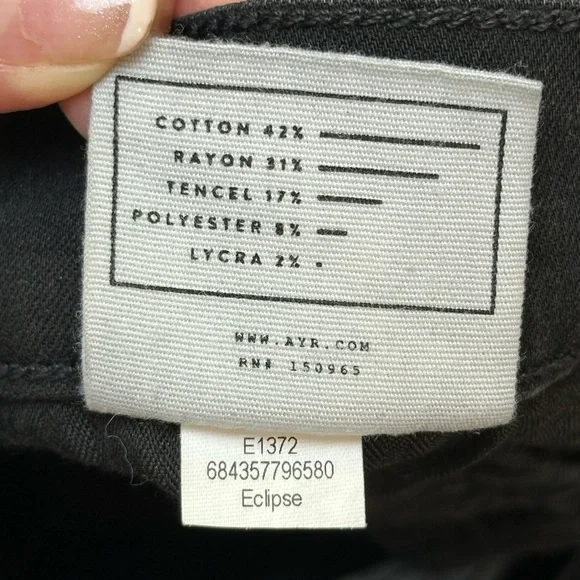 COTTON 42%
RAYON 31%
TENCEL 17%
POLYESTER 8%
LYCRA 2%
WWW.AYR.COM
RN# 150965
E1372
684357796580
Eclipse